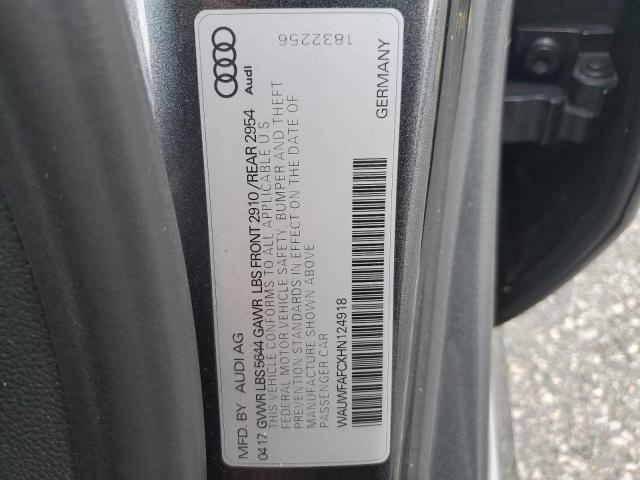 MFD. BY AUDI AG
Audi
04 17 GVWR LBS 5644 GAWR LBS FRONT 2910 / REAR 2954
THIS VEHICLE CONFORMS TO ALL APPLICABLE U S
FEDERAL MOTOR VEHICLE SAFETY, BUMPER AND THEFT
PREVENTION STANDARDS IN EFFECT ON THE DATE OF
MANUFACTURE SHOWN ABOVE
PASSENGER CAR
WAUWFAFCXHN124918
GERMANY
1832256